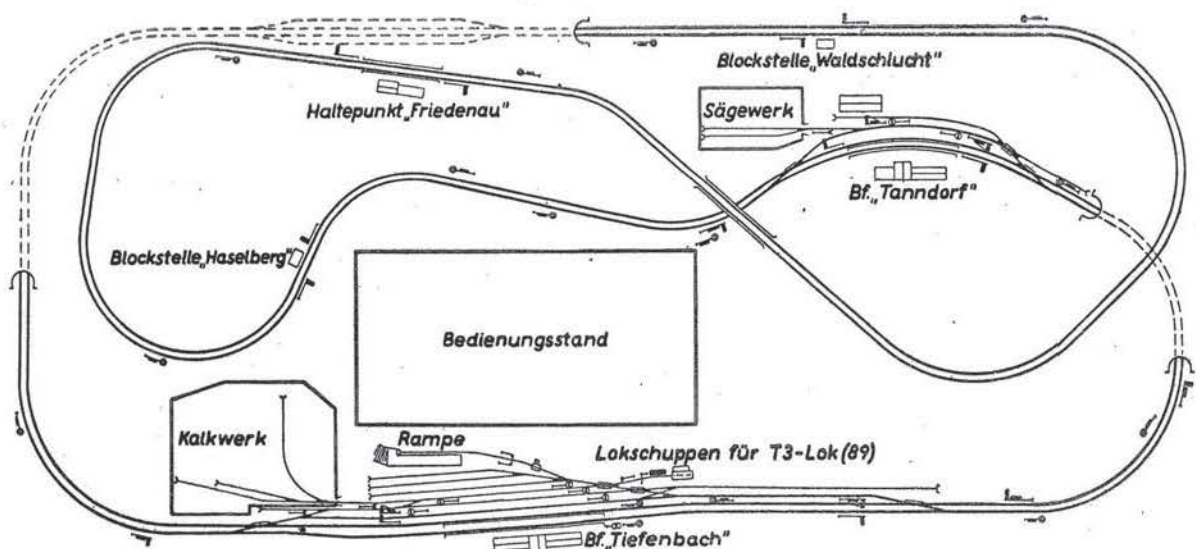 Blockstelle „Waldschlucht"
Haltepunkt „Friedenau"
Sägewerk
Bf. „Tanndorf"
Blockstelle „Haselberg"
Bedienungsstand
Kalkwerk
Rampe
Lokschuppen für T3-Lok (89)
Bf. „Tiefenbach"